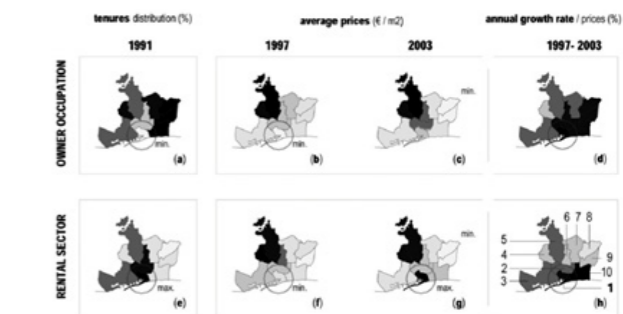 tenures distribution (%)
average prices (€ / m2)
annual growth rate / prices (%)
1991
1997
2003
1997- 2003
OWNER OCCUPATION
min.
(a)
min.
(b)
min.
(c)
(d)
RENTAL SECTOR
max.
(e)
min.
(f)
min.
(g)
6 7 8
5
4
2
3
9
10
1
(h)